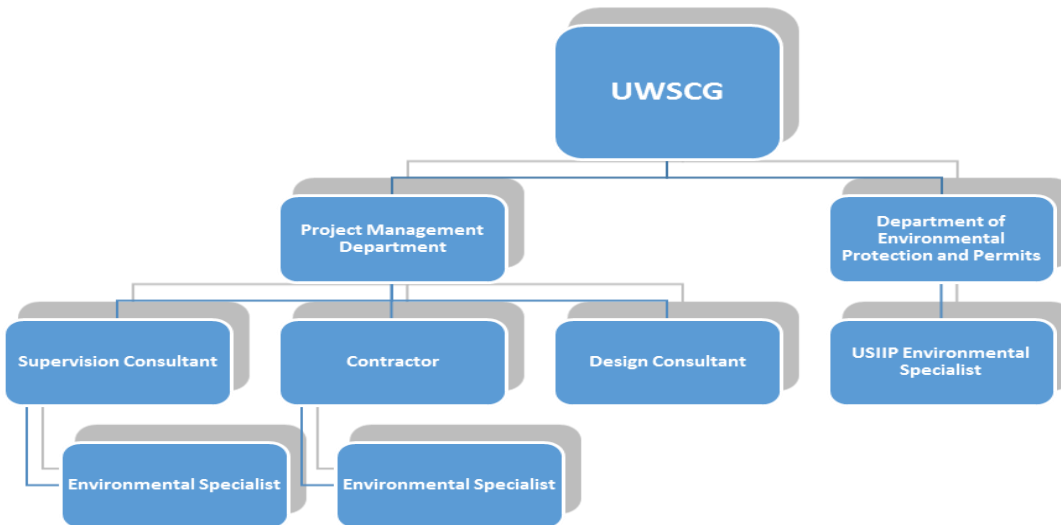 UWSCG
Project Management
Department
Department of
Environmental
Protection and Permits
Supervision Consultant
Contractor
Design Consultant
USIIP Environmental
Specialist
Environmental Specialist
Environmental Specialist